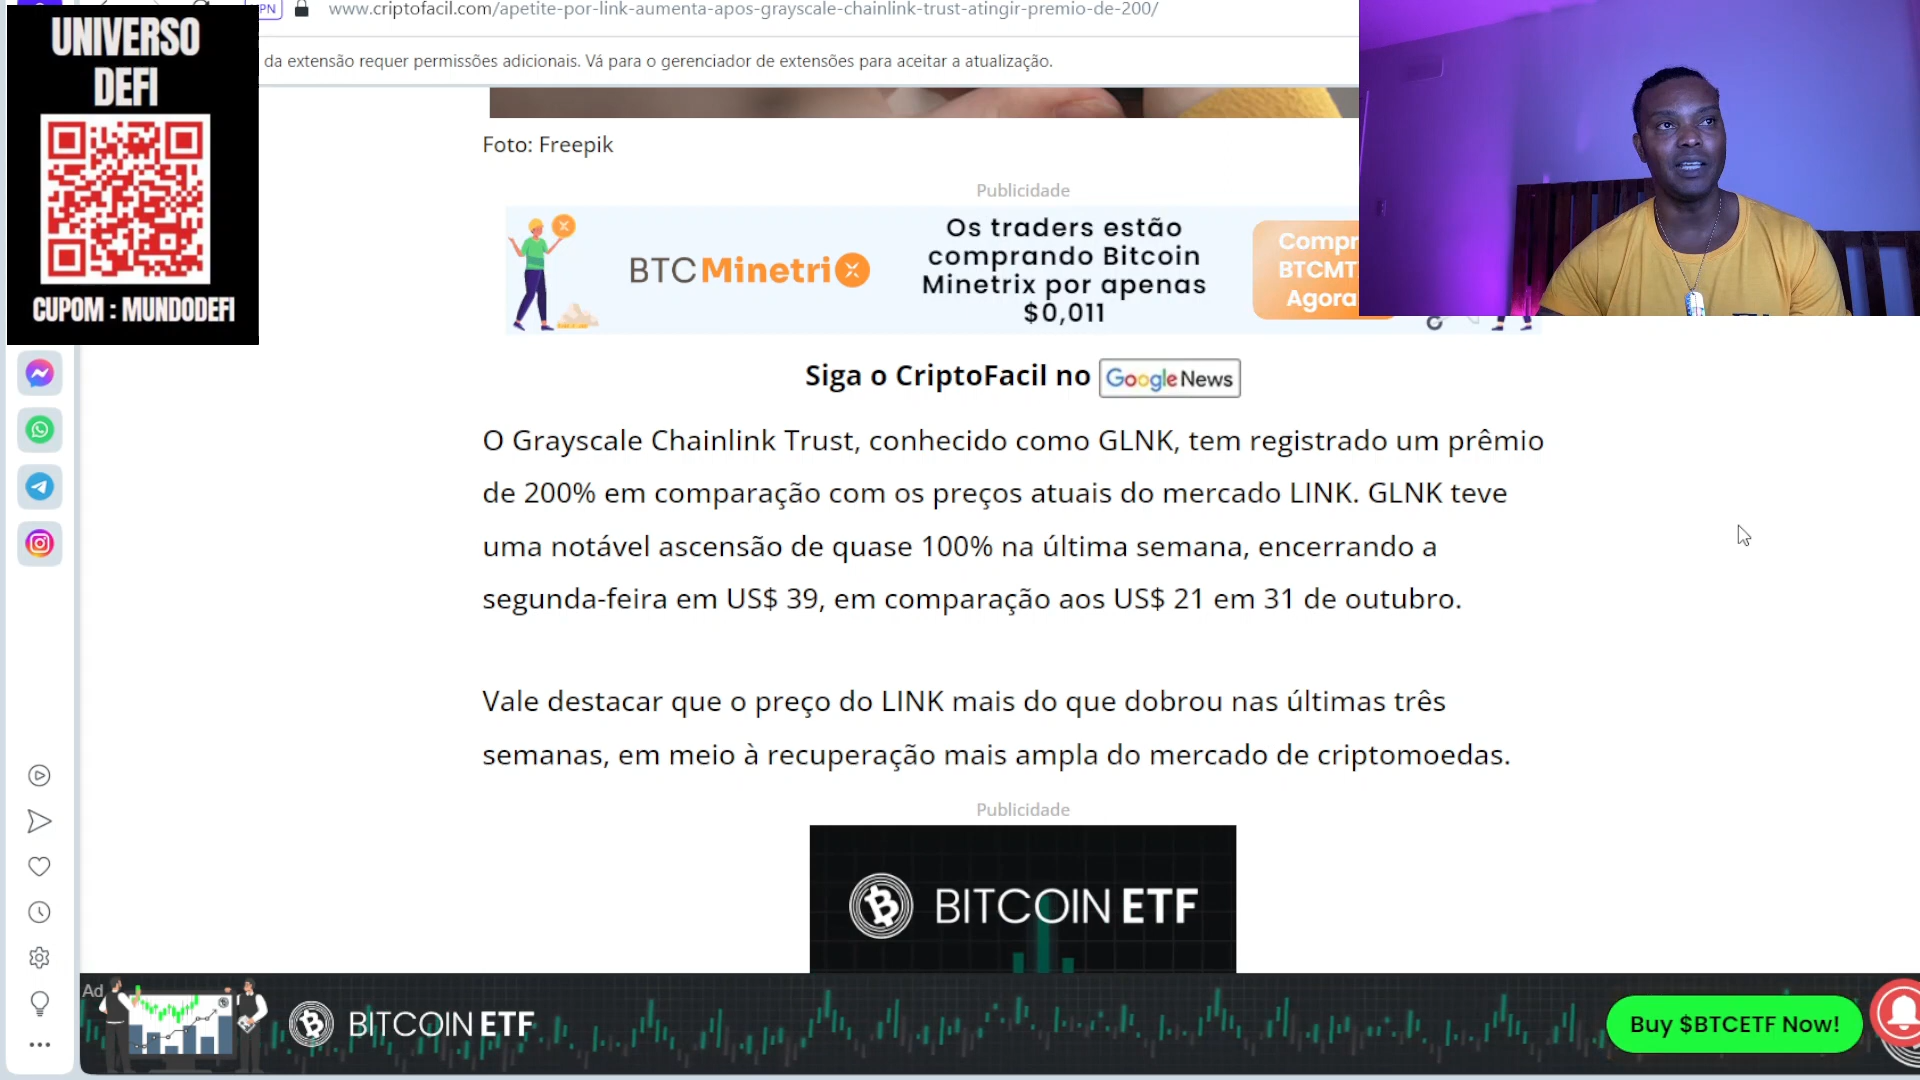 UNIVERSO
DEFI
CUPOM : MUNDODEFI
PN
www.criptofacil.com/apetite-por-link-aumenta-apos-grayscale-chainlink-trust-atingir-premio-de-200/
da extensão requer permissões adicionais. Vá para o gerenciador de extensões para aceitar a atualização.
Foto: Freepik
Publicidade
BTCMinetrix
Os traders estão
comprando Bitcoin
Minetrix por apenas
$0,011
Compr
BTCMT
Agora
Siga o CriptoFacil no Google News
O Grayscale Chainlink Trust, conhecido como GLNK, tem registrado um prêmio
de 200% em comparação com os preços atuais do mercado LINK. GLNK teve
uma notável ascensão de quase 100% na última semana, encerrando a
segunda-feira em US$ 39, em comparação aos US$ 21 em 31 de outubro.
Vale destacar que o preço do LINK mais do que dobrou nas últimas três
semanas, em meio à recuperação mais ampla do mercado de criptomoedas.
Publicidade
BITCOIN ETF
Ad
BITCOIN ETF
Buy $BTCETF Now!